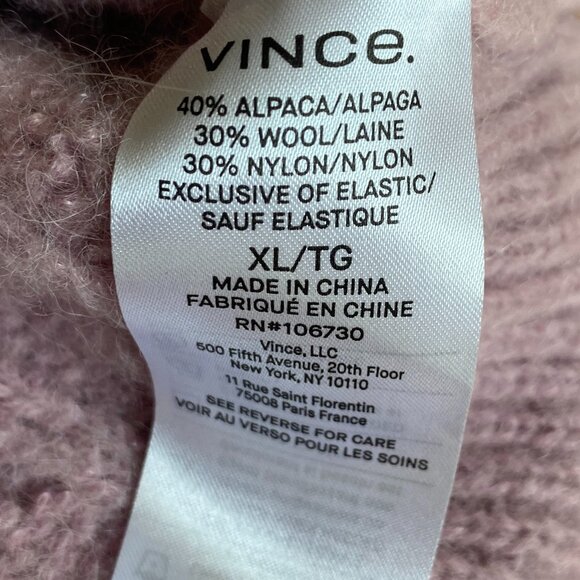 VINCE.
40% ALPACA/ALPAGA
30% WOOL/LAINE
30% NYLON/NYLON
EXCLUSIVE OF ELASTIC/
SAUF ELASTIQUE
XL/TG
MADE IN CHINA
FABRIQUÉ EN CHINE
RN#106730
Vince, LLC
500 Fifth Avenue, 20th Floor
New York, NY 10110
11 Rue Saint Florentin
75008 Paris France
SEE REVERSE FOR CARE
VOIR AU VERSO POUR LES SOINS